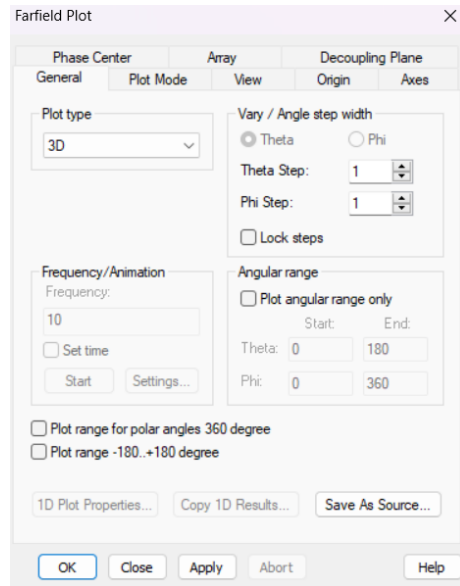 Farfield Plot
Phase Center Array Decoupling Plane
General Plot Mode View Origin Axes
Plot type
3D
Vary / Angle step width
Theta Phi
Theta Step: 1
Phi Step: 1
Lock steps
Frequency/Animation
Frequency:
10
Set time
Start Settings...
Angular range
Plot angular range only
Start: End:
Theta: 0 180
Phi: 0 360
Plot range for polar angles 360 degree
Plot range -180..+180 degree
1D Plot Properties... Copy 1D Results... Save As Source...
OK Close Apply Abort Help